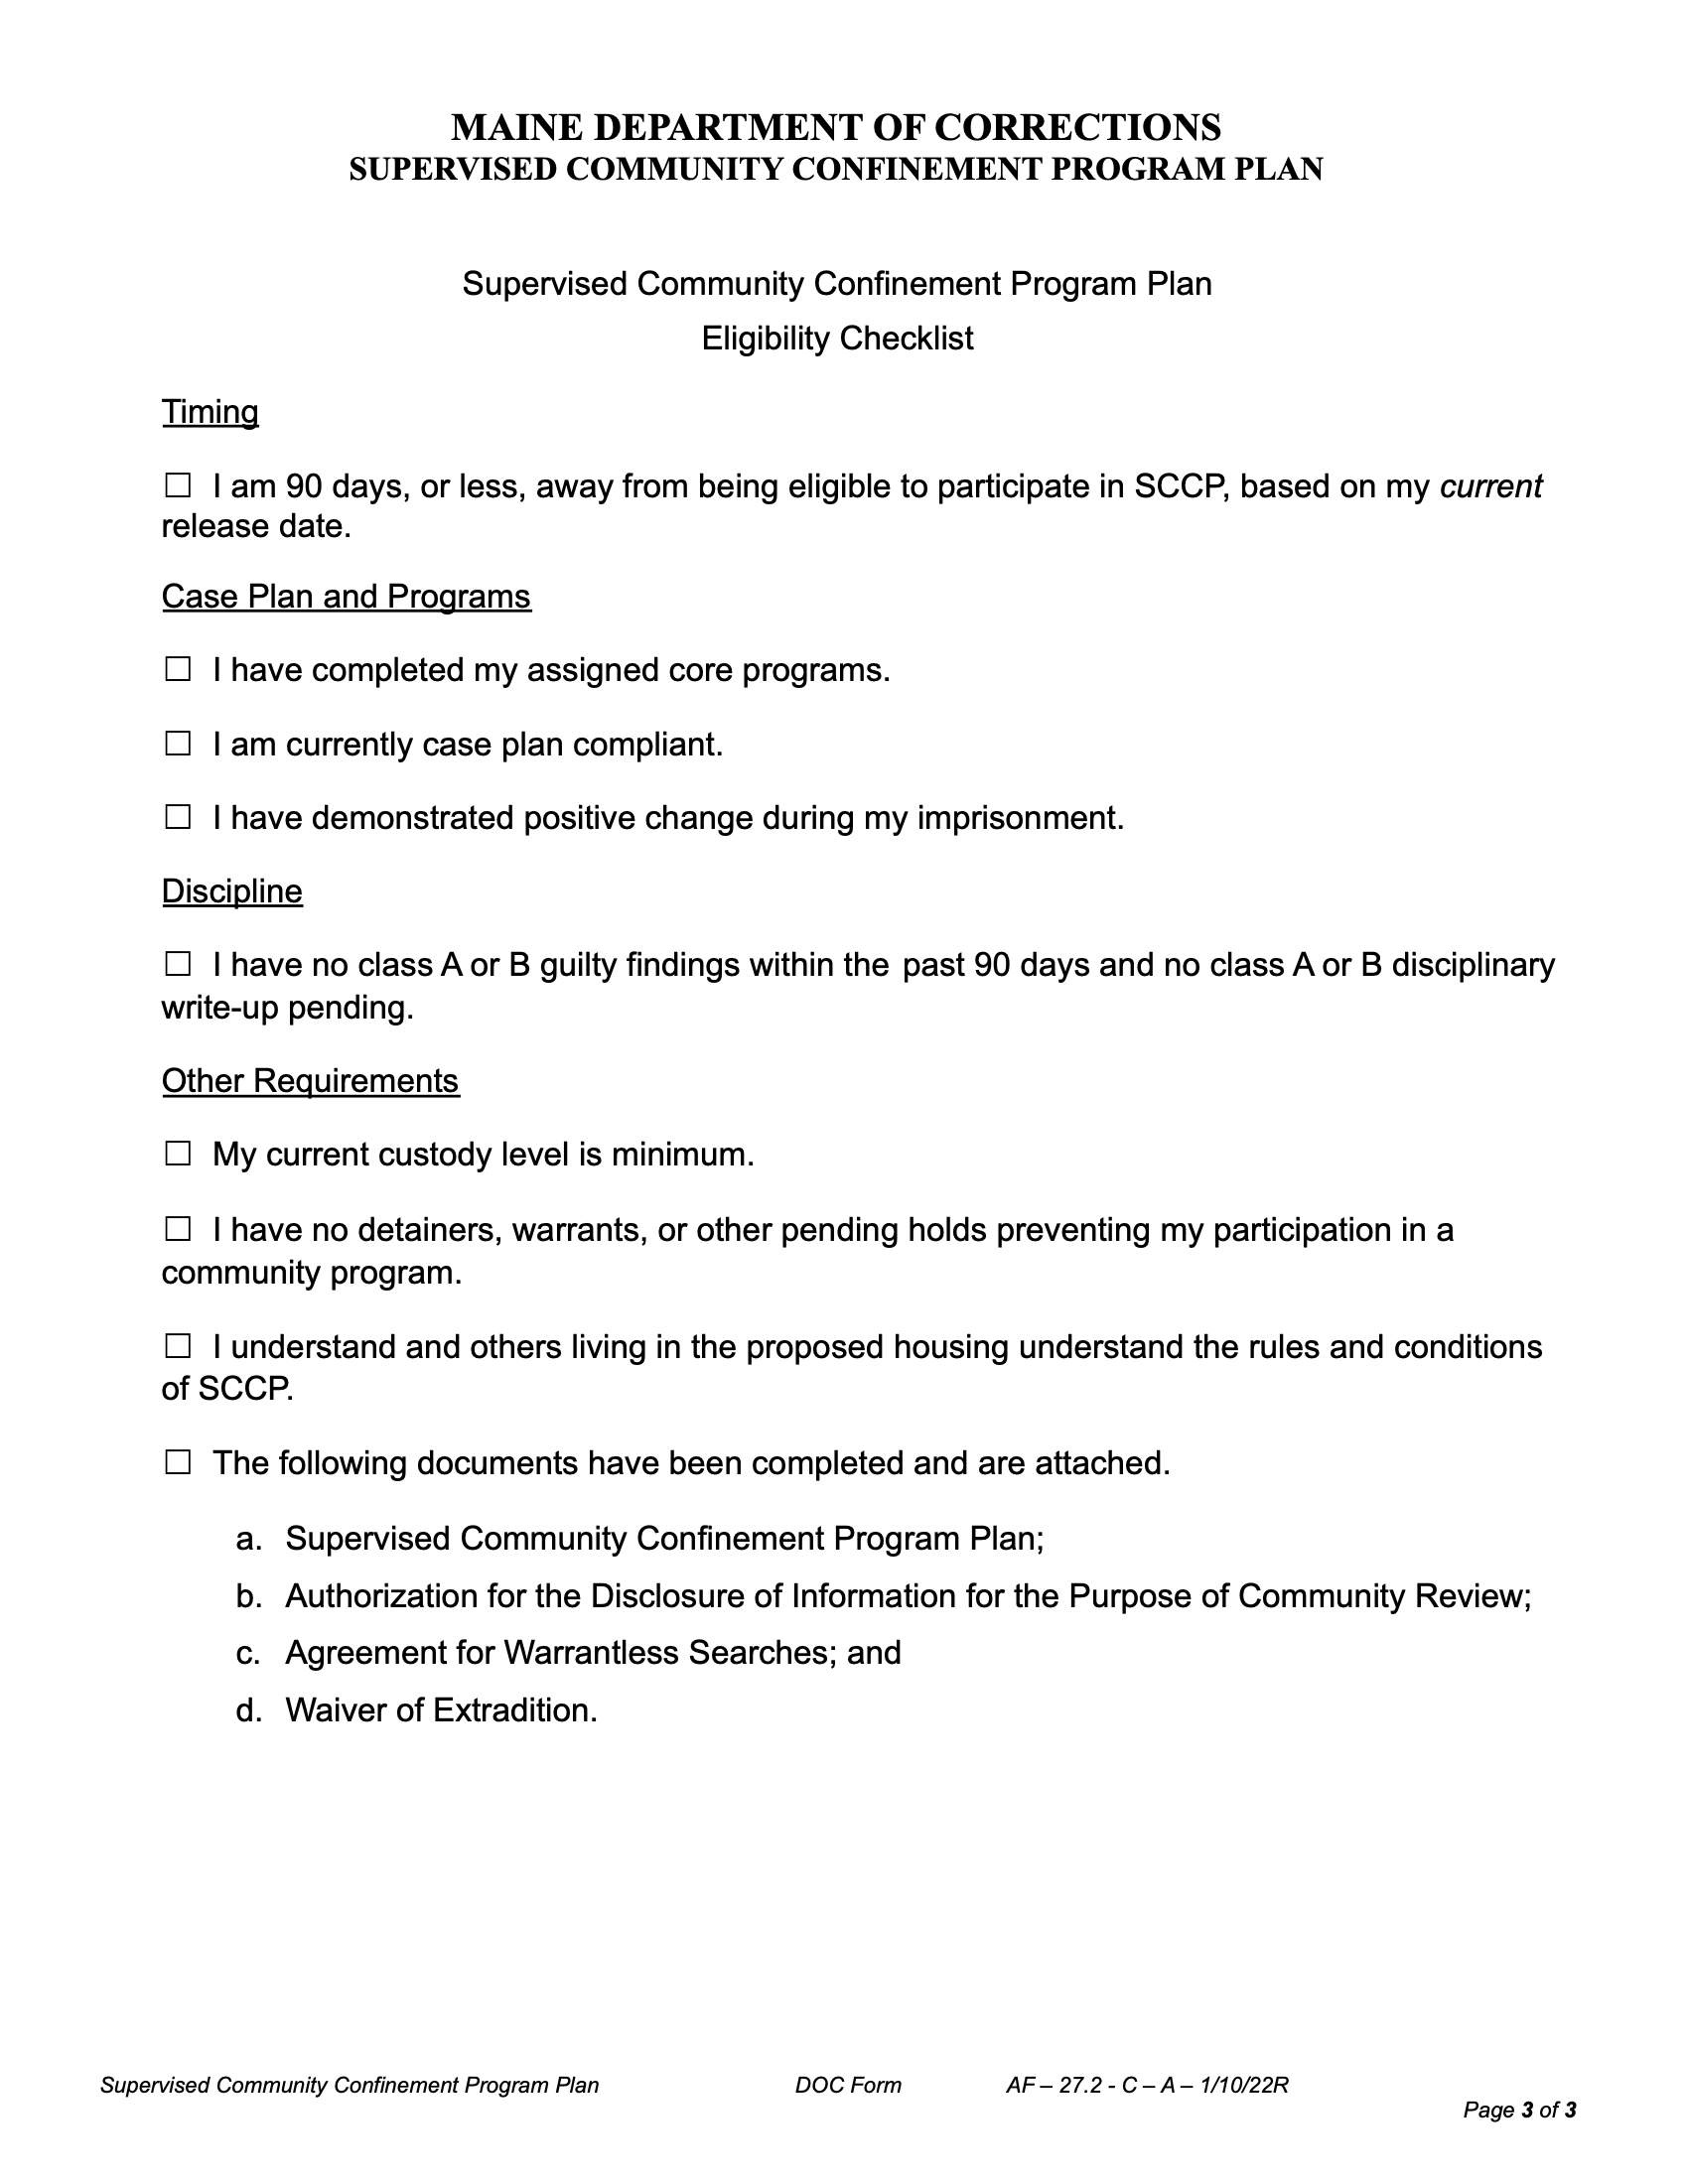 MAINE DEPARTMENT OF CORRECTIONS
SUPERVISED COMMUNITY CONFINEMENT PROGRAM PLAN
Supervised Community Confinement Program Plan
Eligibility Checklist
Timing
☐ I am 90 days, or less, away from being eligible to participate in SCCP, based on my current
release date.
Case Plan and Programs
☐ I have completed my assigned core programs.
☐ I am currently case plan compliant.
☐ I have demonstrated positive change during my imprisonment.
Discipline
☐ I have no class A or B guilty findings within the past 90 days and no class A or B disciplinary
write-up pending.
Other Requirements
☐ My current custody level is minimum.
☐ I have no detainers, warrants, or other pending holds preventing my participation in a
community program.
☐ I understand and others living in the proposed housing understand the rules and conditions
of SCCP.
☐ The following documents have been completed and are attached.
a. Supervised Community Confinement Program Plan;
b. Authorization for the Disclosure of Information for the Purpose of Community Review;
c. Agreement for Warrantless Searches; and
d. Waiver of Extradition.
Supervised Community Confinement Program Plan DOC Form AF – 27.2 - C – A – 1/10/22R
Page 3 of 3